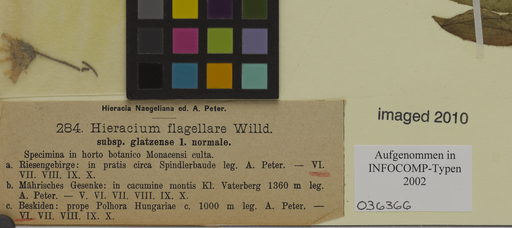 Hieracia Naegeliana ed. A. Peter.
284. Hieracium flagellare Willd.
subsp. glatzense 1. normale.
Specimina in horto botanico Monacensi culta.
a. Riesengebirge: in pratis circa Spindlerbaude leg. A. Peter. — VI.
VII. VIII. IX. X.
b. Mährisches Gesenke: in cacumine montis Kl. Vaterberg 1360 m leg.
A. Peter. — V. VI. VII. VIII. IX. X.
c. Beskiden: prope Polhora Hungariae c. 1000 m leg. A. Peter. —
VI. VII. VIII. IX. X.
imaged 2010
Aufgenommen in
INFOCOMP-Typen
2002
036366